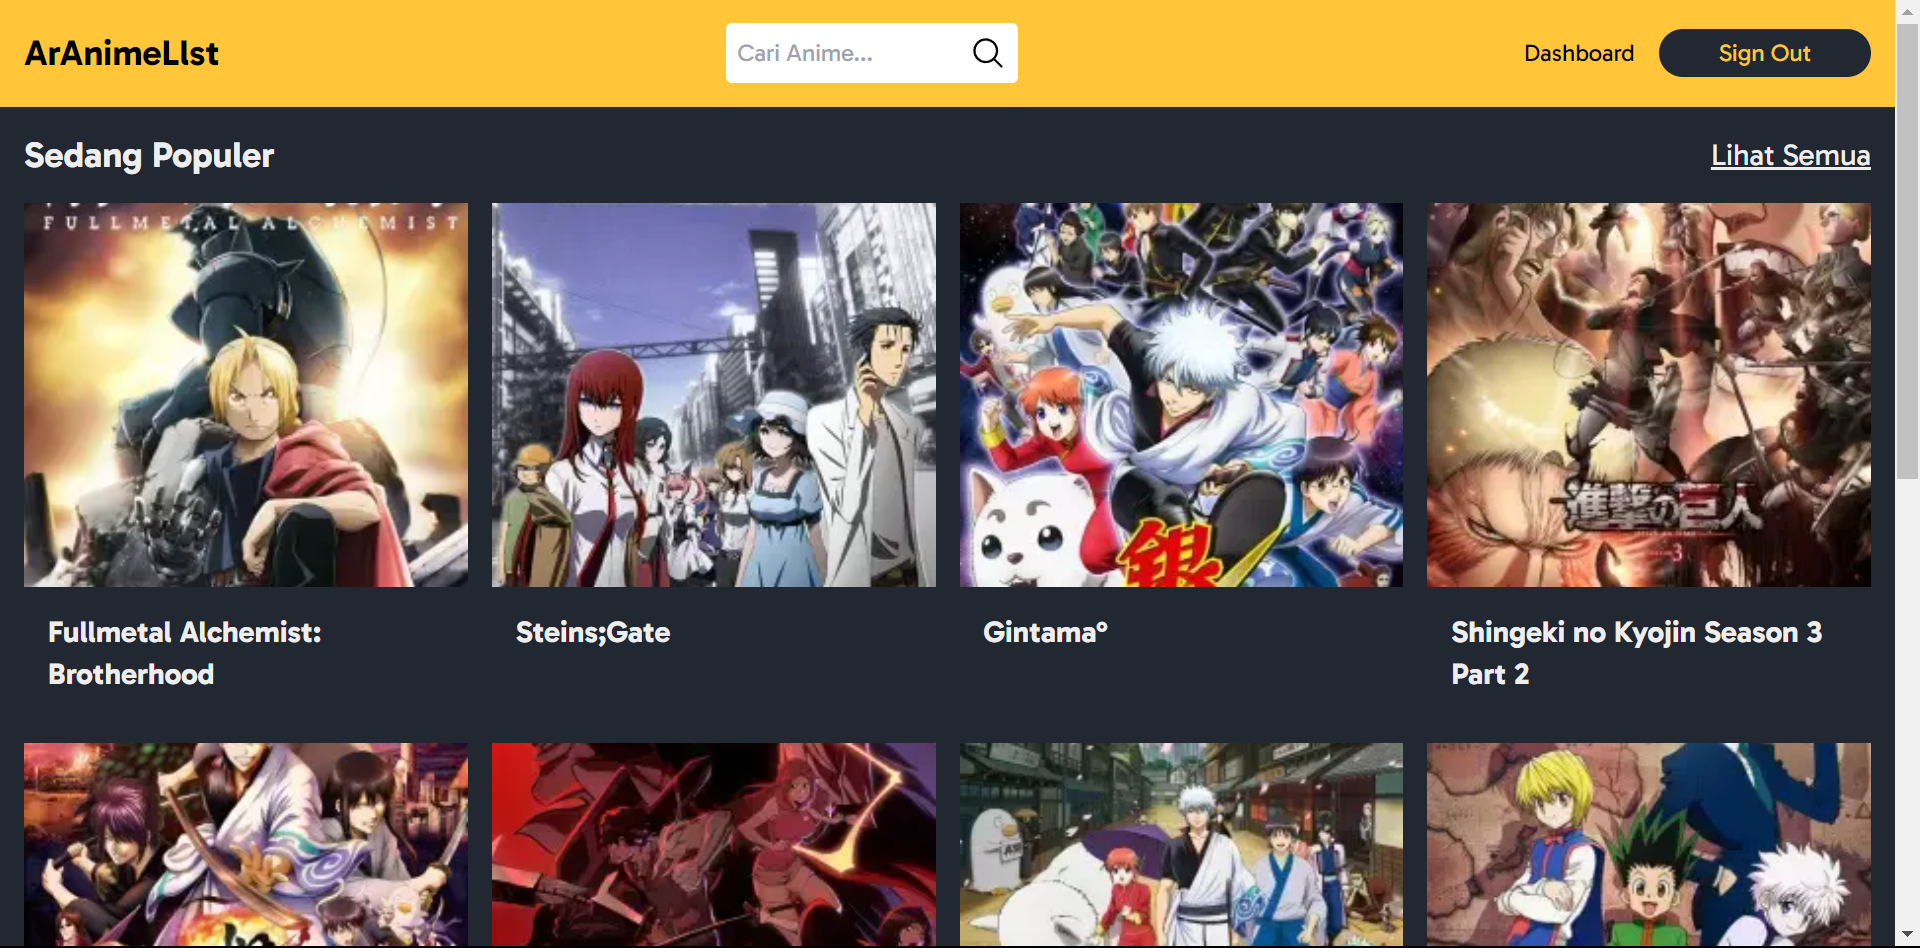 ArAnimeLIst
Cari Anime...
Dashboard
Sign Out
Sedang Populer
Lihat Semua
FULLMETAL ALCHEMIST
銀
進撃の巨人
3
Fullmetal Alchemist:
Brotherhood
Steins;Gate
Gintama°
Shingeki no Kyojin Season 3
Part 2